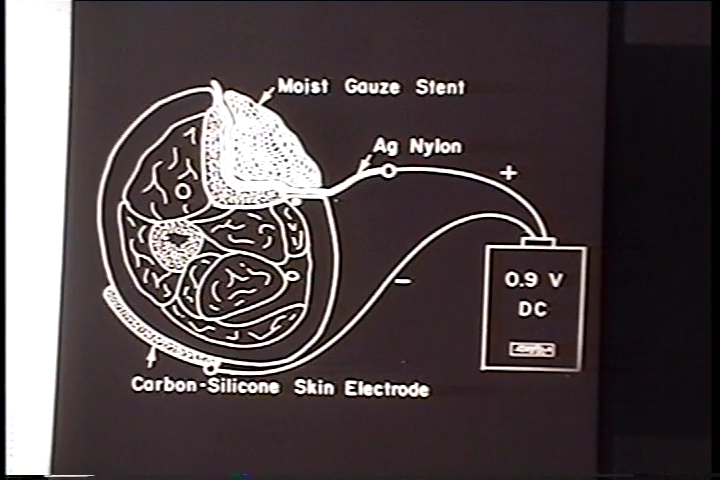 Moist Gauze Stent
Ag Nylon
+
−
0.9 V
DC
Carbon-Silicone Skin Electrode